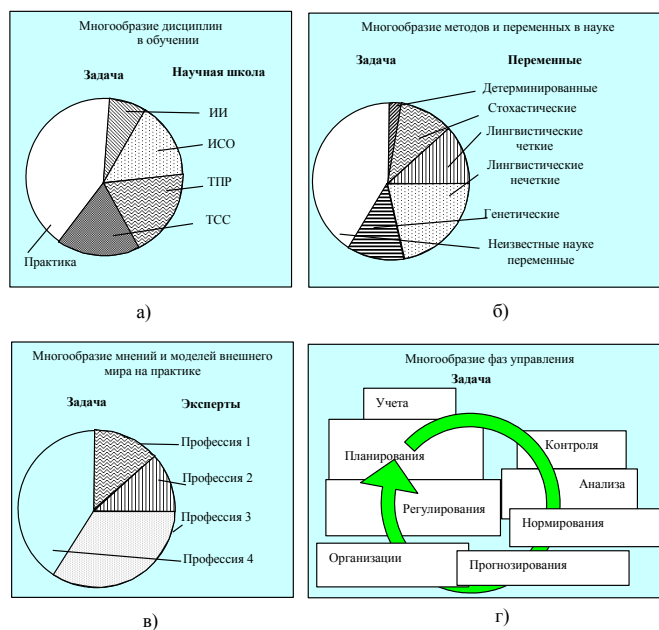 Многообразие дисциплин
в обучении
Задача
Научная школа
ИИ
ИСО
ТПР
ТСС
Практика
а)
Многообразие методов и переменных в науке
Задача
Переменные
Детерминированные
Стохастические
Лингвистические
четкие
Лингвистические
нечеткие
Генетические
Неизвестные науке
переменные
б)
Многообразие мнений и моделей внешнего
мира на практике
Задача
Эксперты
Профессия 1
Профессия 2
Профессия 3
Профессия 4
в)
Многообразие фаз управления
Задача
Учета
Планирования
Контроля
Анализа
Регулирования
Нормирования
Организации
Прогнозирования
г)